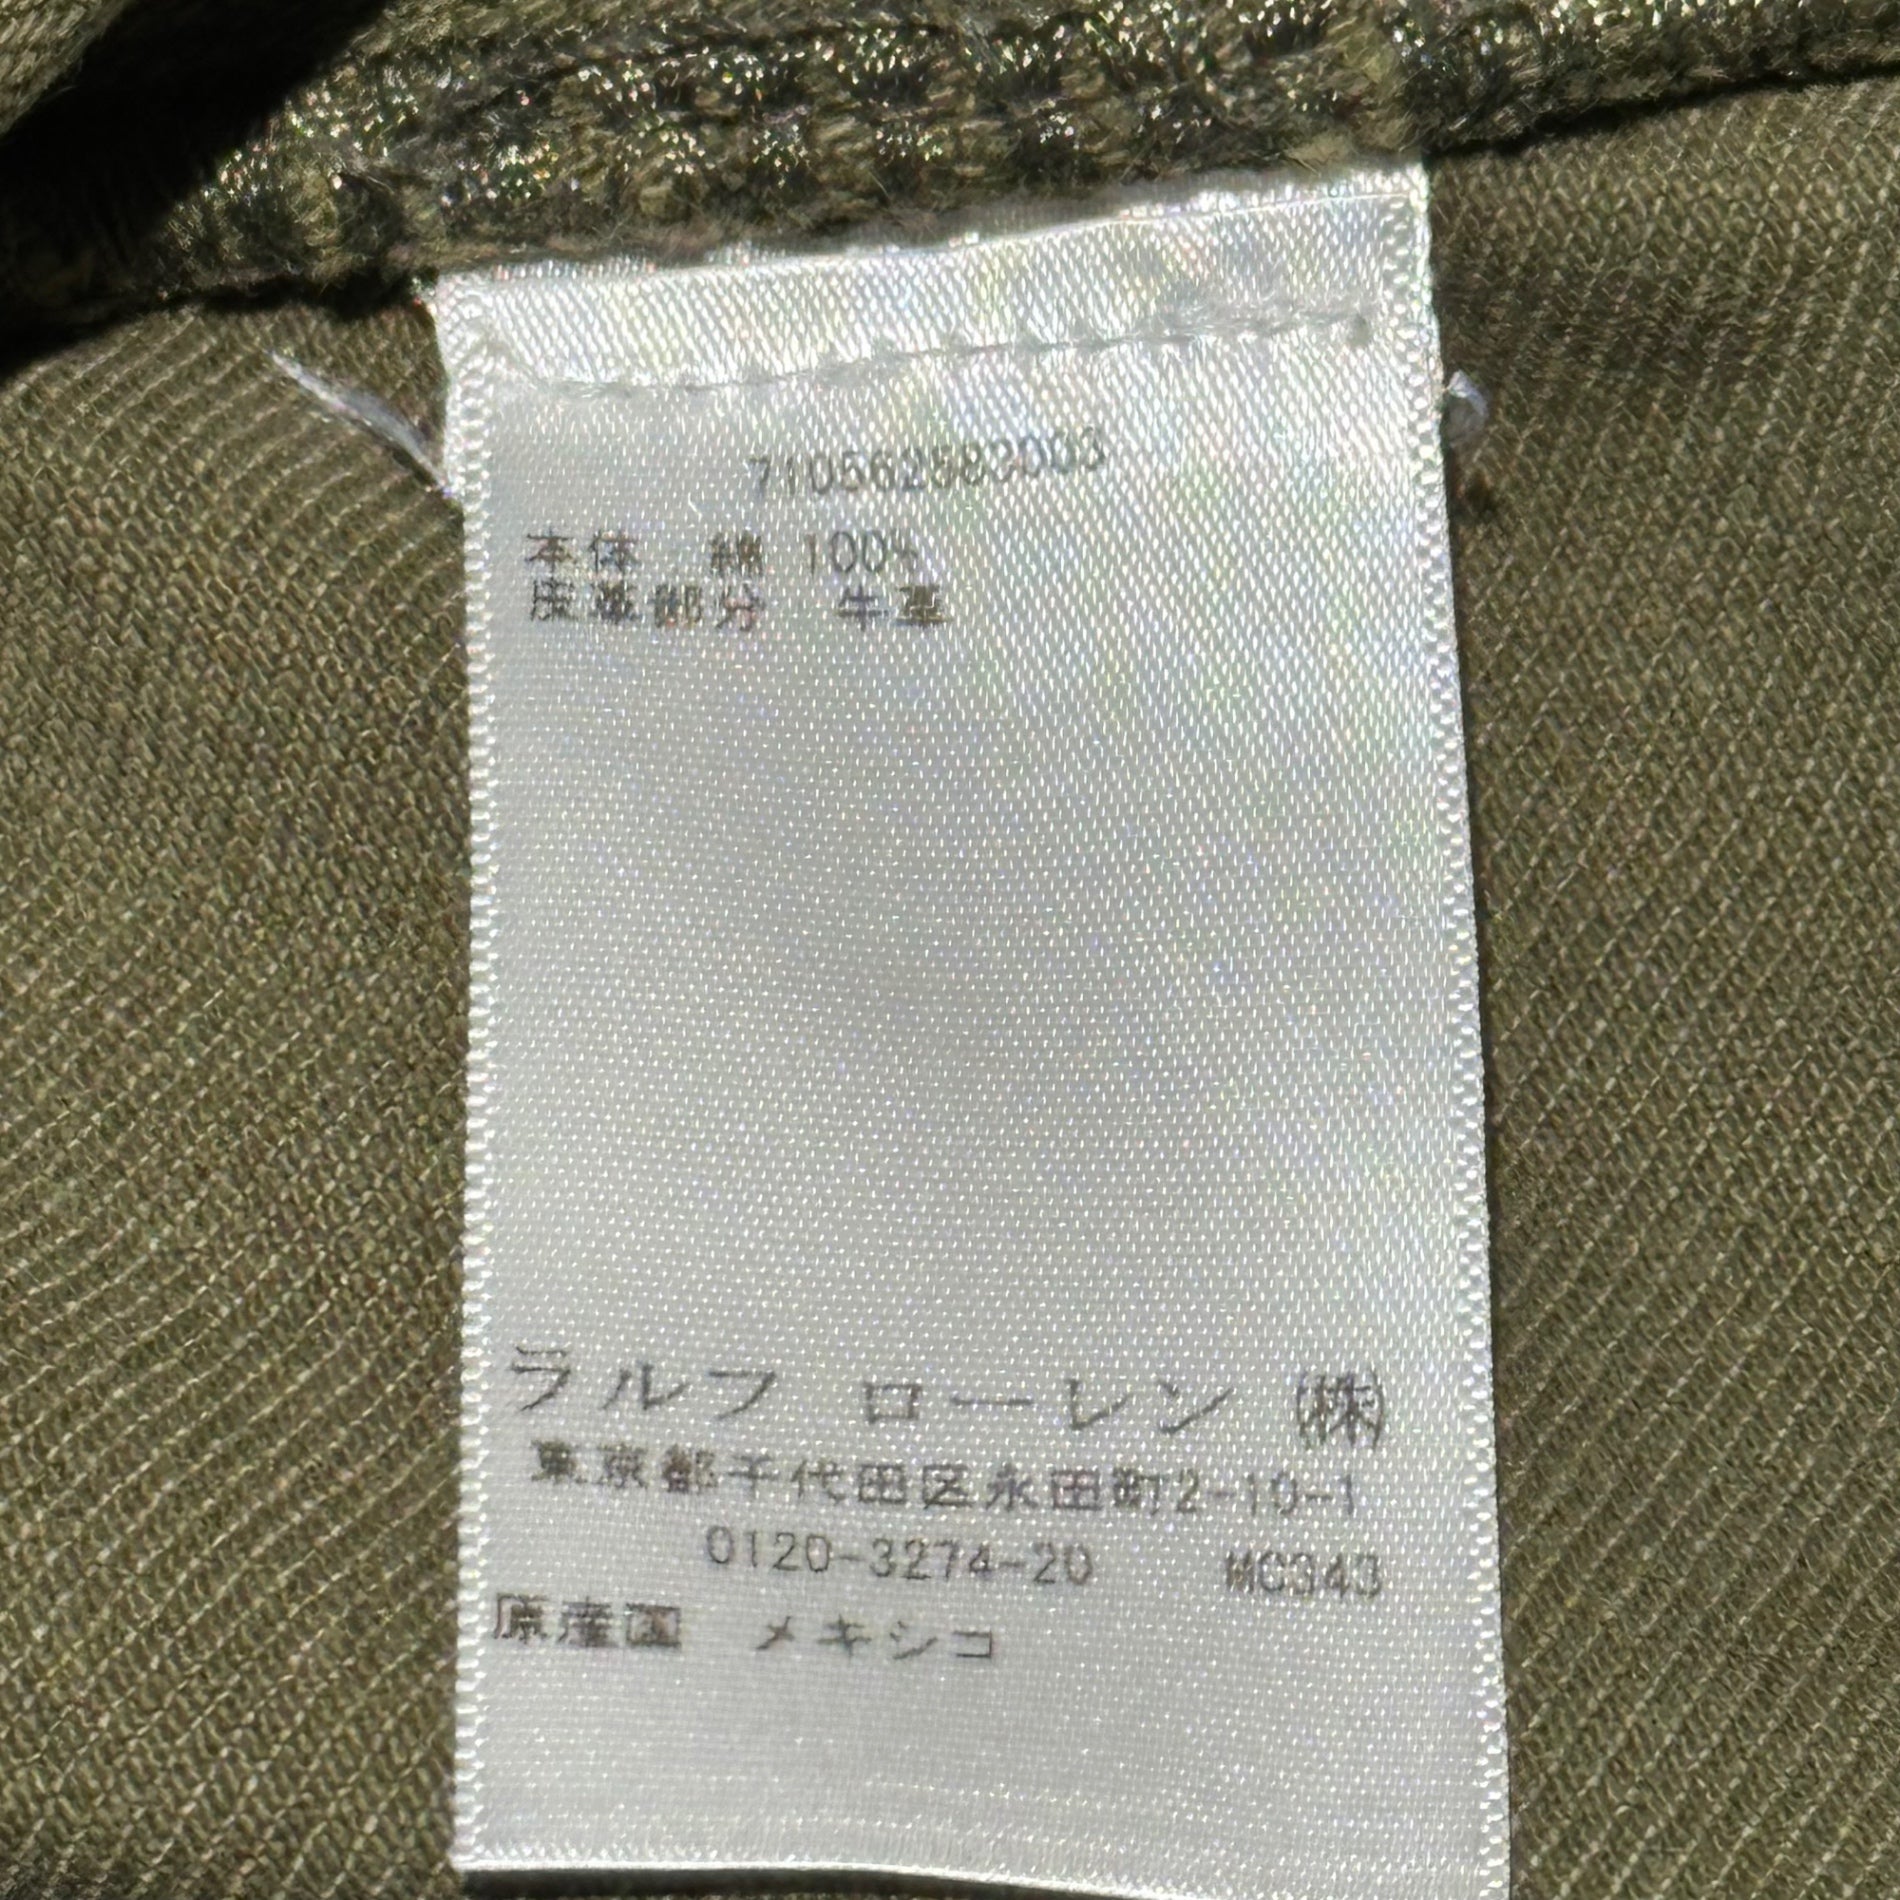 710562583003
本体　綿 100%
皮革部分　牛革
ラルフ ローレン ㈱
東京都千代田区永田町2-10-1
0120-3274-20　MC343
原産国　メキシコ